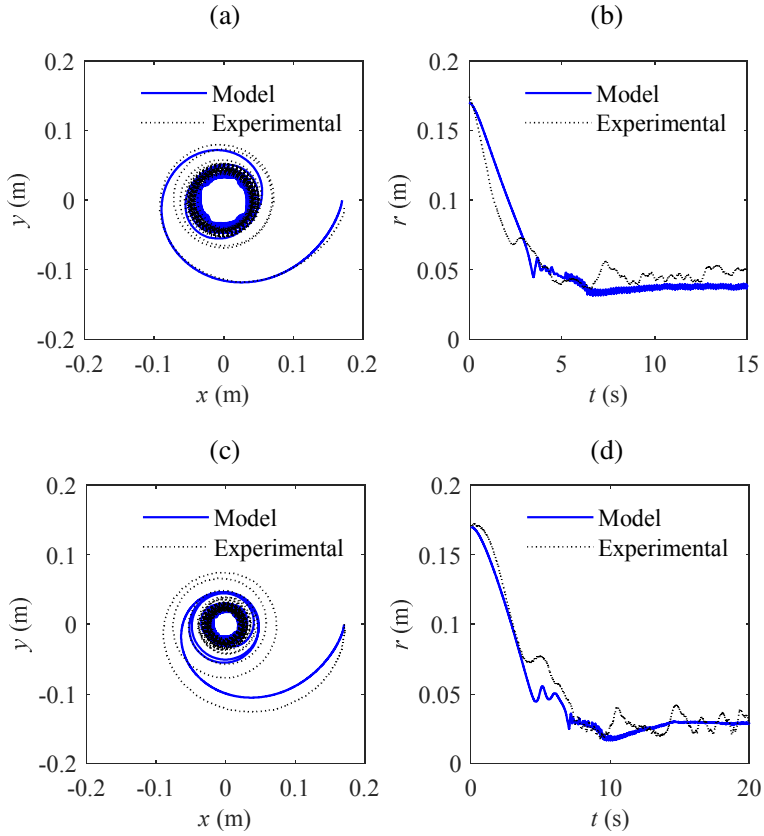 (a)
0.2
0.1
0
-0.1
-0.2
-0.2
-0.1
0
0.1
0.2
y (m)
x (m)
Model
Experimental
(b)
0.2
0.15
0.1
0.05
0
0
5
10
15
r (m)
t (s)
Model
Experimental
(c)
0.2
0.1
0
-0.1
-0.2
-0.2
-0.1
0
0.1
0.2
y (m)
x (m)
Model
Experimental
(d)
0.2
0.15
0.1
0.05
0
0
10
20
r (m)
t (s)
Model
Experimental